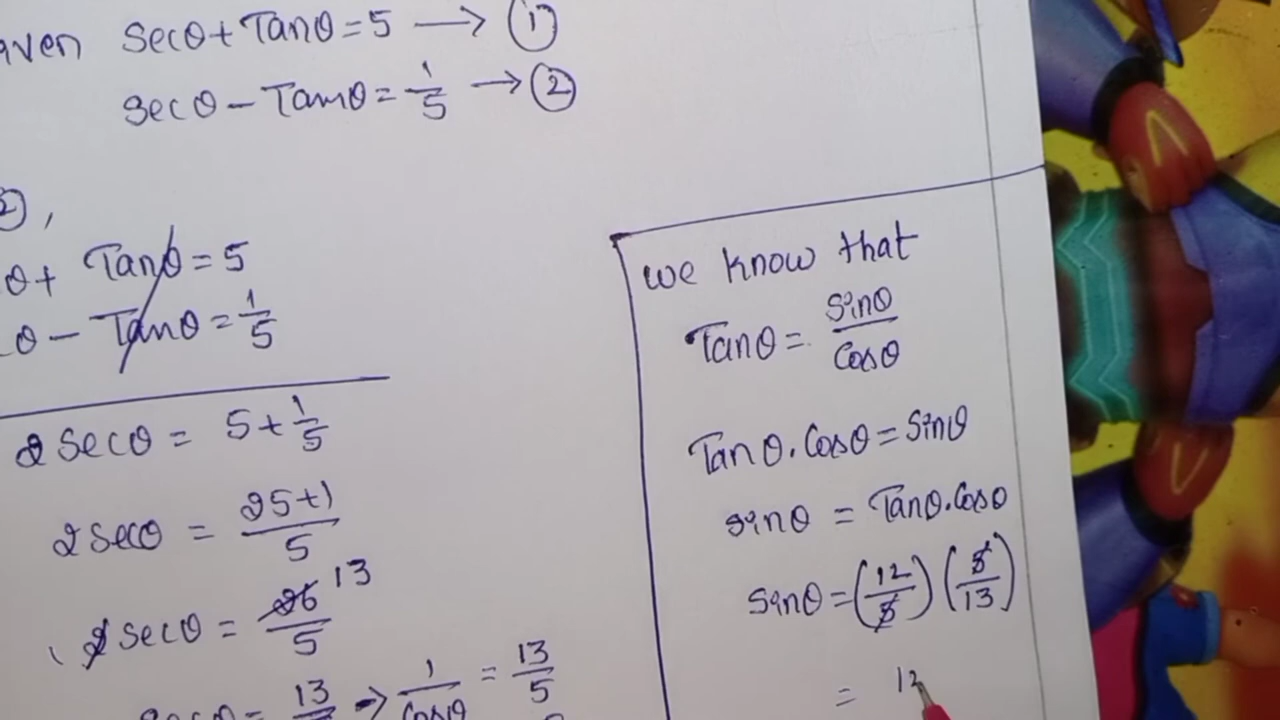 secθ + Tanθ = 5 → ①
secθ − Tanθ = 1/5 → ②
②,
θ + Tanθ = 5
θ − Tanθ = 1/5
2 secθ = 5 + 1/5
2 secθ = 25+1/5
2 secθ = 26/5 13
secθ = 13 → 1/cosθ = 13/5
we know that
Tanθ = sinθ/cosθ
Tanθ.cosθ = sinθ
sinθ = Tanθ.cosθ
sinθ = (12/5) (5/13)
= 12